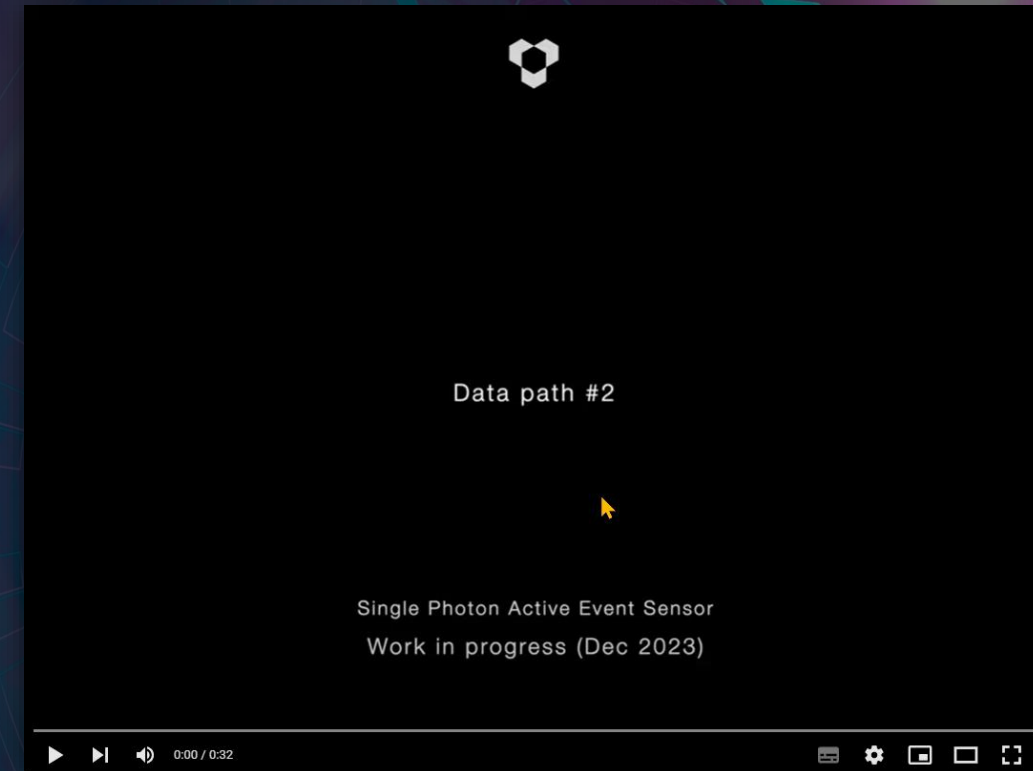 Data path #2
Single Photon Active Event Sensor
Work in progress (Dec 2023)
0:00 / 0:32